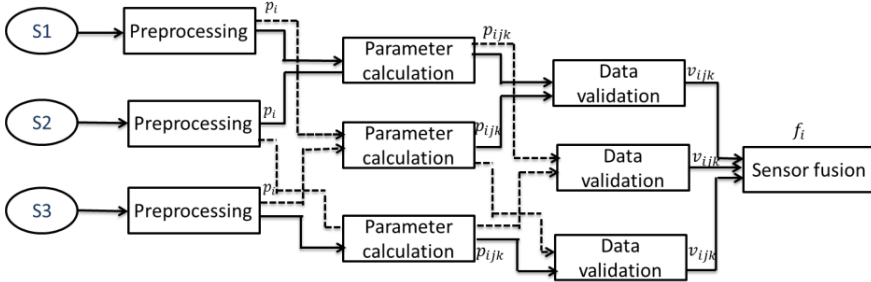 S1
Preprocessing
p_i
Parameter
calculation
p_ijk
Data
validation
v_ijk
S2
Preprocessing
p_i
Parameter
calculation
p_ijk
Data
validation
v_ijk
f_i
Sensor fusion
S3
Preprocessing
p_i
Parameter
calculation
p_ijk
Data
validation
v_ijk